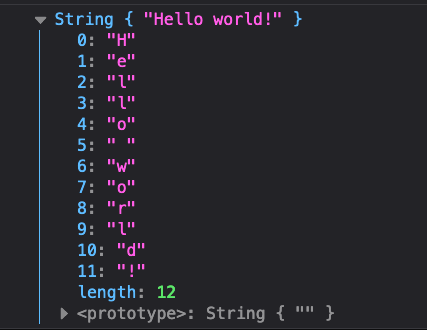 String { "Hello world!" }
0: "H"
1: "e"
2: "l"
3: "l"
4: "o"
5: " "
6: "w"
7: "o"
8: "r"
9: "l"
10: "d"
11: "!"
length: 12
<prototype>: String { "" }